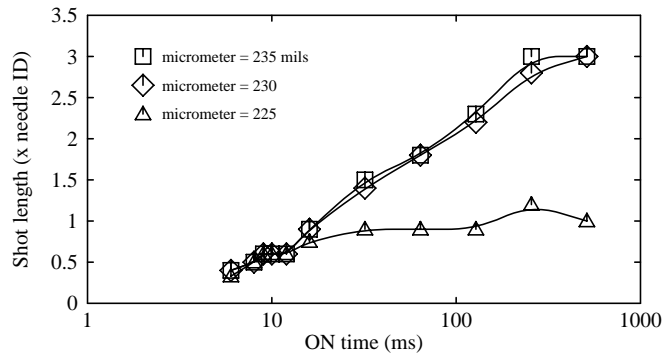 3.5
3
2.5
2
1.5
1
0.5
0
Shot length (x needle ID)
micrometer = 235 mils
micrometer = 230
micrometer = 225
1 10 100 1000
ON time (ms)